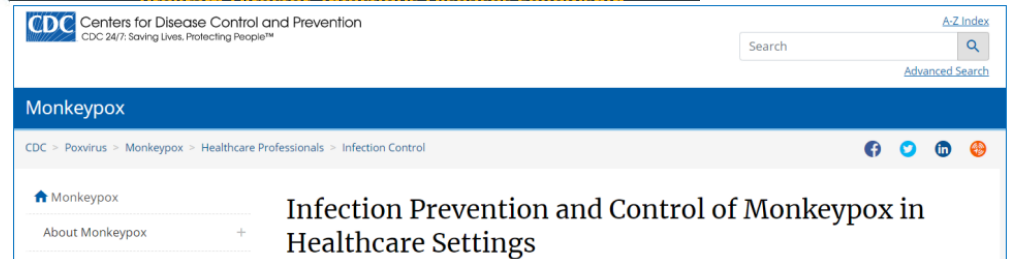 CDC Centers for Disease Control and Prevention
CDC 24/7: Saving Lives, Protecting People™
A-Z Index
Search
Advanced Search
Monkeypox
CDC > Poxvirus > Monkeypox > Healthcare Professionals > Infection Control
Monkeypox
About Monkeypox +
Infection Prevention and Control of Monkeypox in
Healthcare Settings